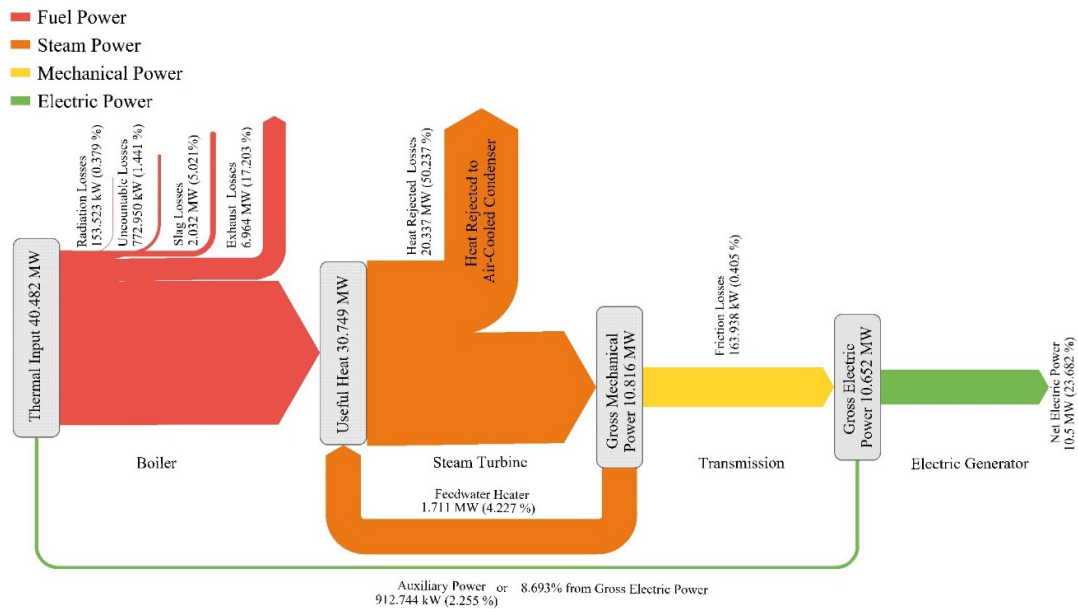 Fuel Power
Steam Power
Mechanical Power
Electric Power
Radiation Losses
153.523 kW (0.379 %)
Uncountable Losses
772.950 kW (1.441 %)
Slag Losses
2.032 MW (5.021%)
Exhaust Losses
6.964 MW (17.203 %)
Heat Rejected Losses
20.337 MW (50.237 %)
Heat Rejected to
Air-Cooled Condenser
Thermal Input 40.482 MW
Useful Heat 30.749 MW
Gross Mechanical
Power 10.816 MW
Friction Losses
163.938 kW (0.405 %)
Gross Electric
Power 10.652 MW
Net Electric Power
10.5 MW (23.682 %)
Boiler
Steam Turbine
Transmission
Electric Generator
Feedwater Heater
1.711 MW (4.227 %)
Auxiliary Power or 8.693% from Gross Electric Power
912.744 kW (2.255 %)